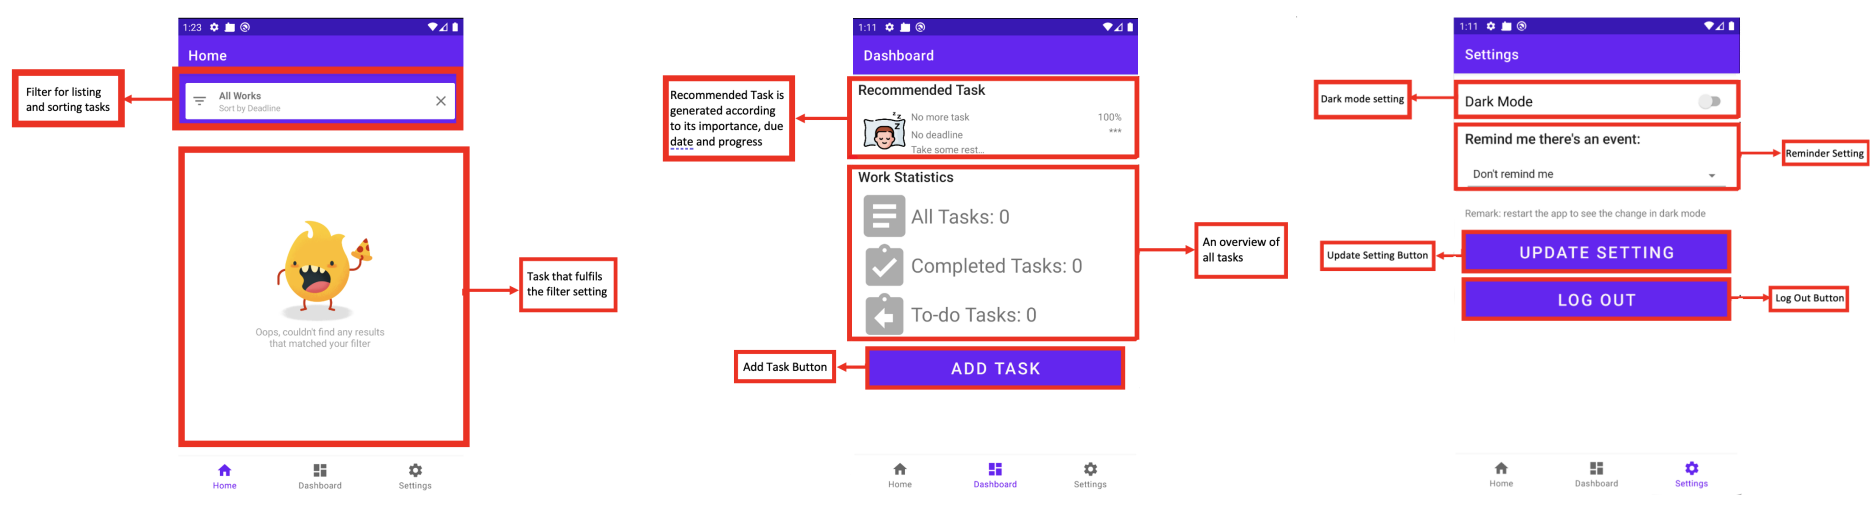 1:23
Home
All Works
Sort by Deadline
Filter for listing
and sorting tasks
Oops, couldn't find any results
that matched your filter
Task that fulfils
the filter setting
Home
Dashboard
Settings
1:11
Dashboard
Recommended Task
No more task
100%
No deadline
***
Take some rest...
Recommended Task is
generated according
to its importance, due
date and progress
Work Statistics
All Tasks: 0
Completed Tasks: 0
To-do Tasks: 0
An overview of
all tasks
Add Task Button
ADD TASK
Home
Dashboard
Settings
1:11
Settings
Dark mode setting
Dark Mode
Remind me there's an event:
Don't remind me
Reminder Setting
Remark: restart the app to see the change in dark mode
Update Setting Button
UPDATE SETTING
LOG OUT
Log Out Button
Home
Dashboard
Settings